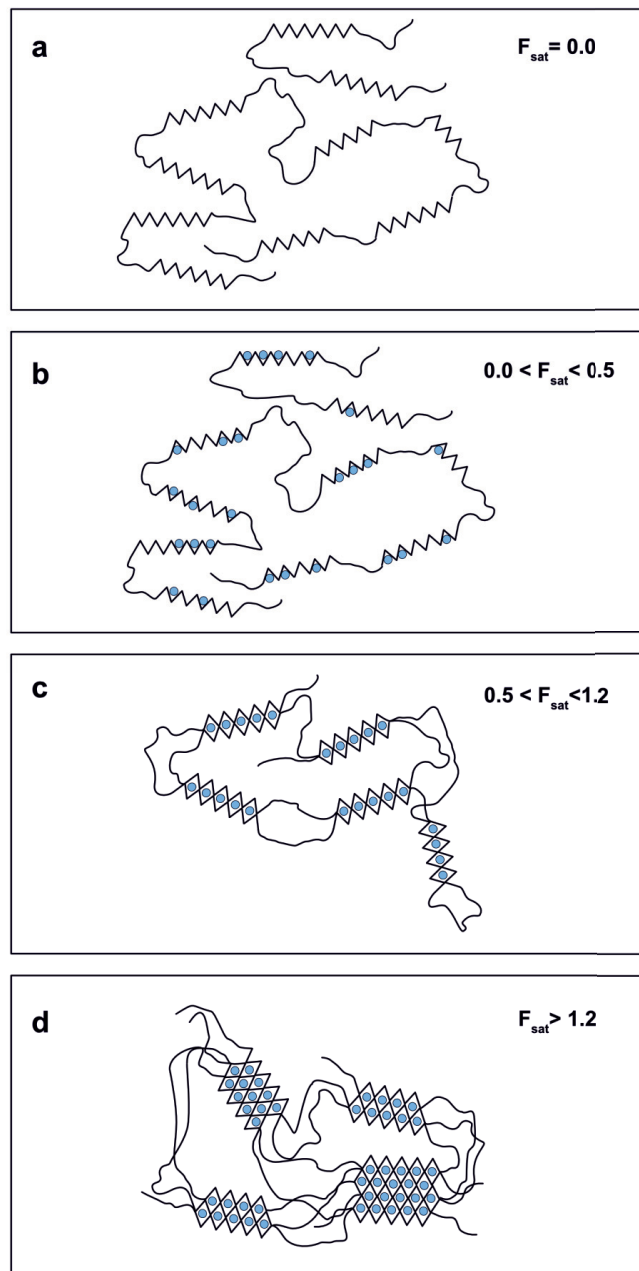 a
F_sat = 0.0
b
0.0 < F_sat < 0.5
c
0.5 < F_sat <1.2
d
F_sat > 1.2